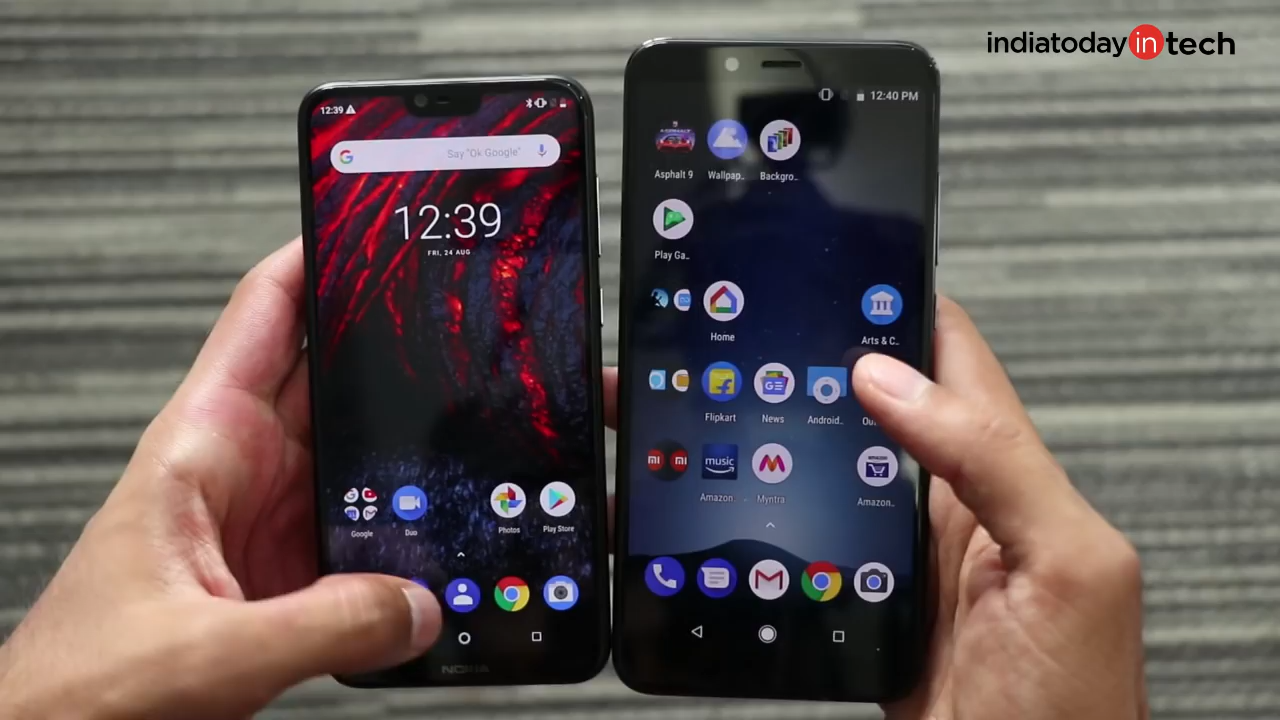 indiatoday in tech
12:39
Say "Ok Google"
12:39
FRI, 24 AUG
Google
Duo
Photos
Play Store
NOKIA
12:40 PM
Asphalt 9
Wallpap..
Backgro..
Play Ga..
Home
Arts & C..
Flipkart
News
Android..
music
Amazon..
Myntra
Amazon..